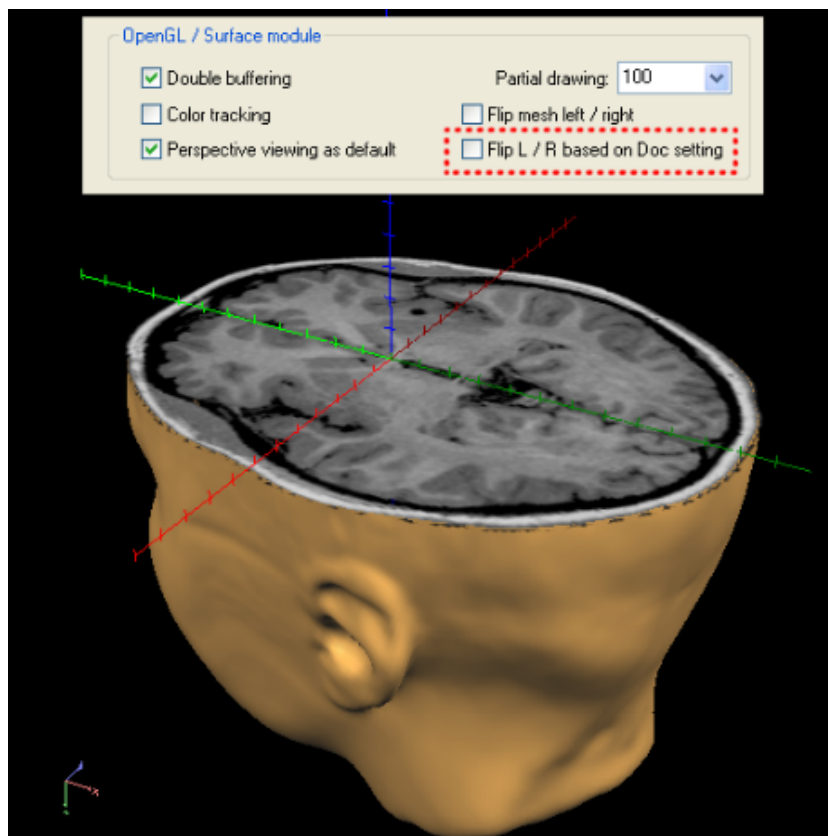 OpenGL / Surface module
Double buffering
Partial drawing: 100
Color tracking
Flip mesh left / right
Perspective viewing as default
Flip L / R based on Doc setting
x